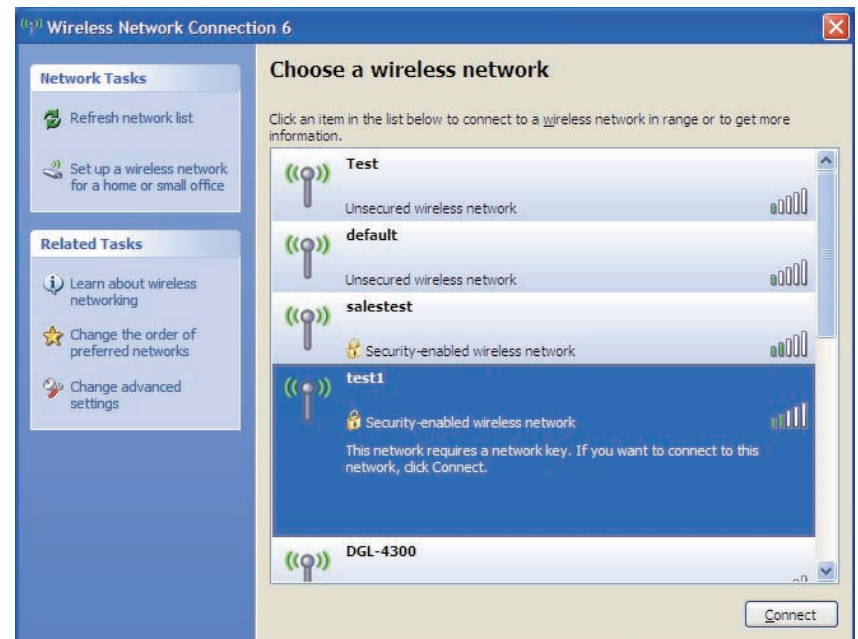 Wireless Network Connection 6
Network Tasks
Refresh network list
Set up a wireless network
for a home or small office
Related Tasks
Learn about wireless
networking
Change the order of
preferred networks
Change advanced
settings
Choose a wireless network
Click an item in the list below to connect to a wireless network in range or to get more
information.
Test
Unsecured wireless network
default
Unsecured wireless network
salestest
Security-enabled wireless network
test1
Security-enabled wireless network
This network requires a network key. If you want to connect to this
network, click Connect.
DGL-4300
Connect